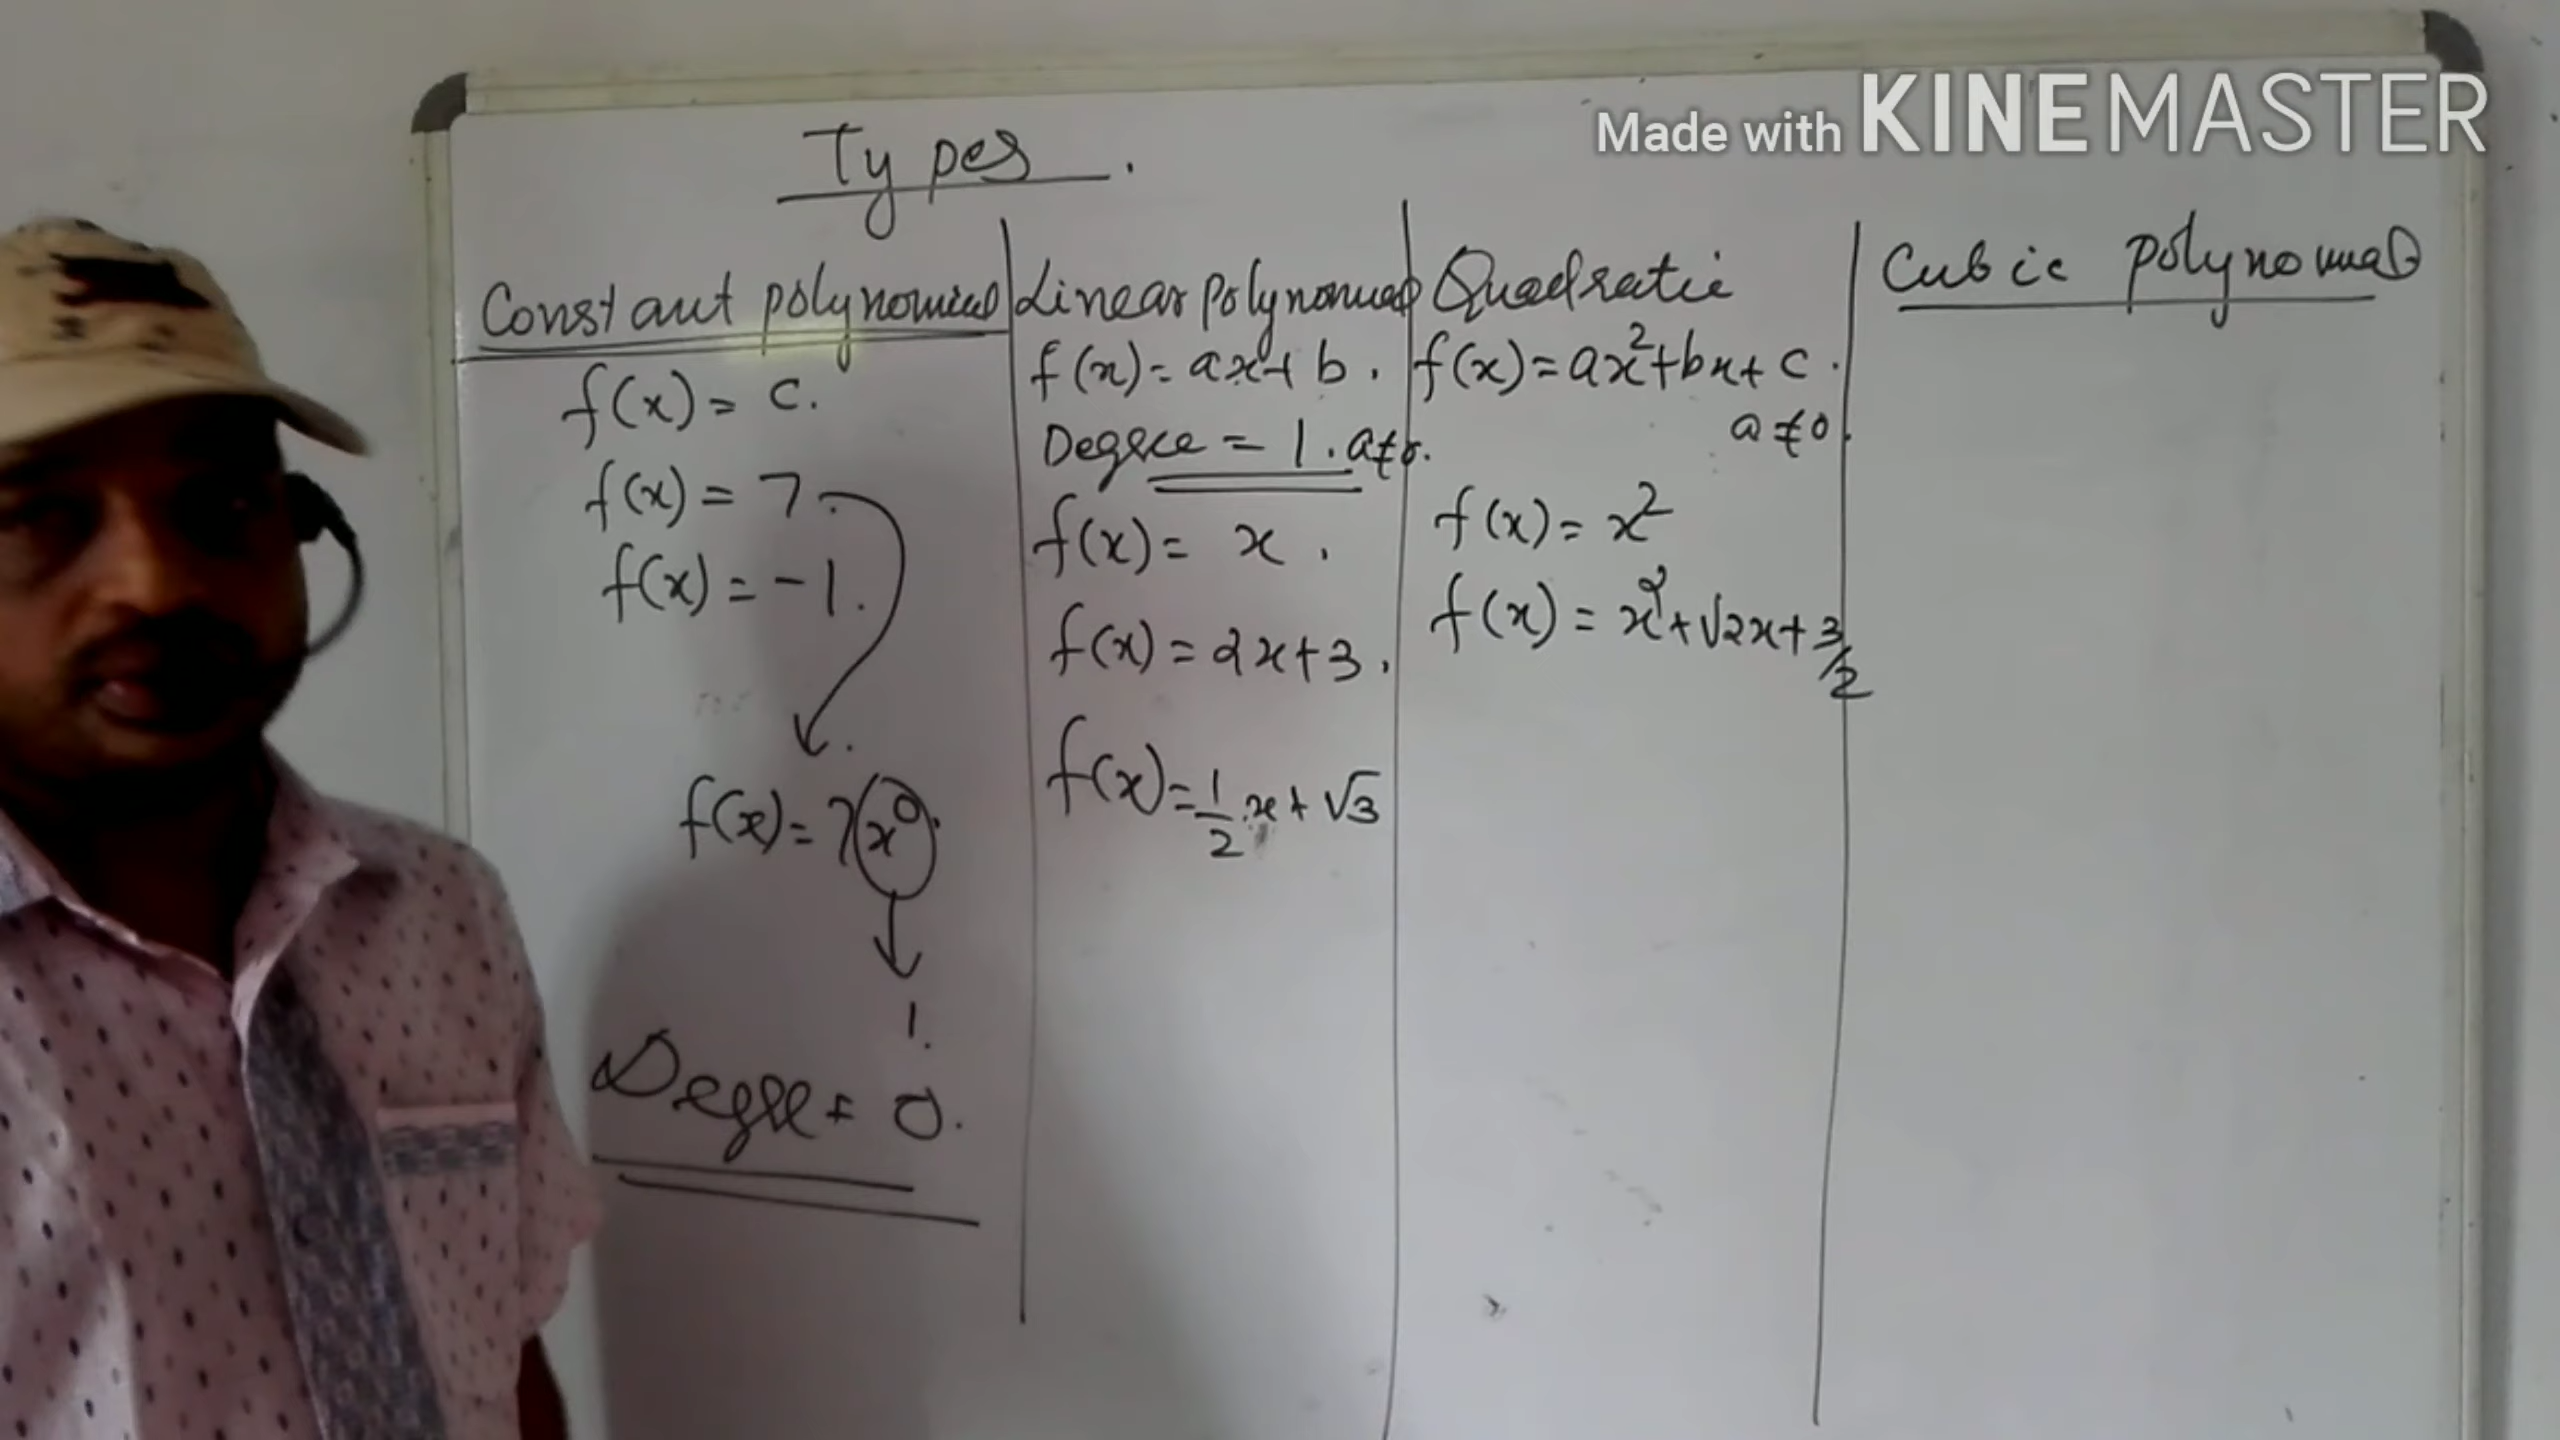 Made with KINEMASTER
Types.
Constant polynomial
f(x) = c.
f(x) = 7.
f(x) = -1.
f(x) = 7(x⁰).
1.
Degree = 0.
Linear polynomial
f(x) = ax+b.
Degree = 1. a≠0.
f(x) = x.
f(x) = 2x+3.
f(x) = 1/2 x + √3
Quadratic
f(x) = ax²+bx+c.
a≠0.
f(x) = x²
f(x) = x²+√2x+3/2
Cubic polynomial